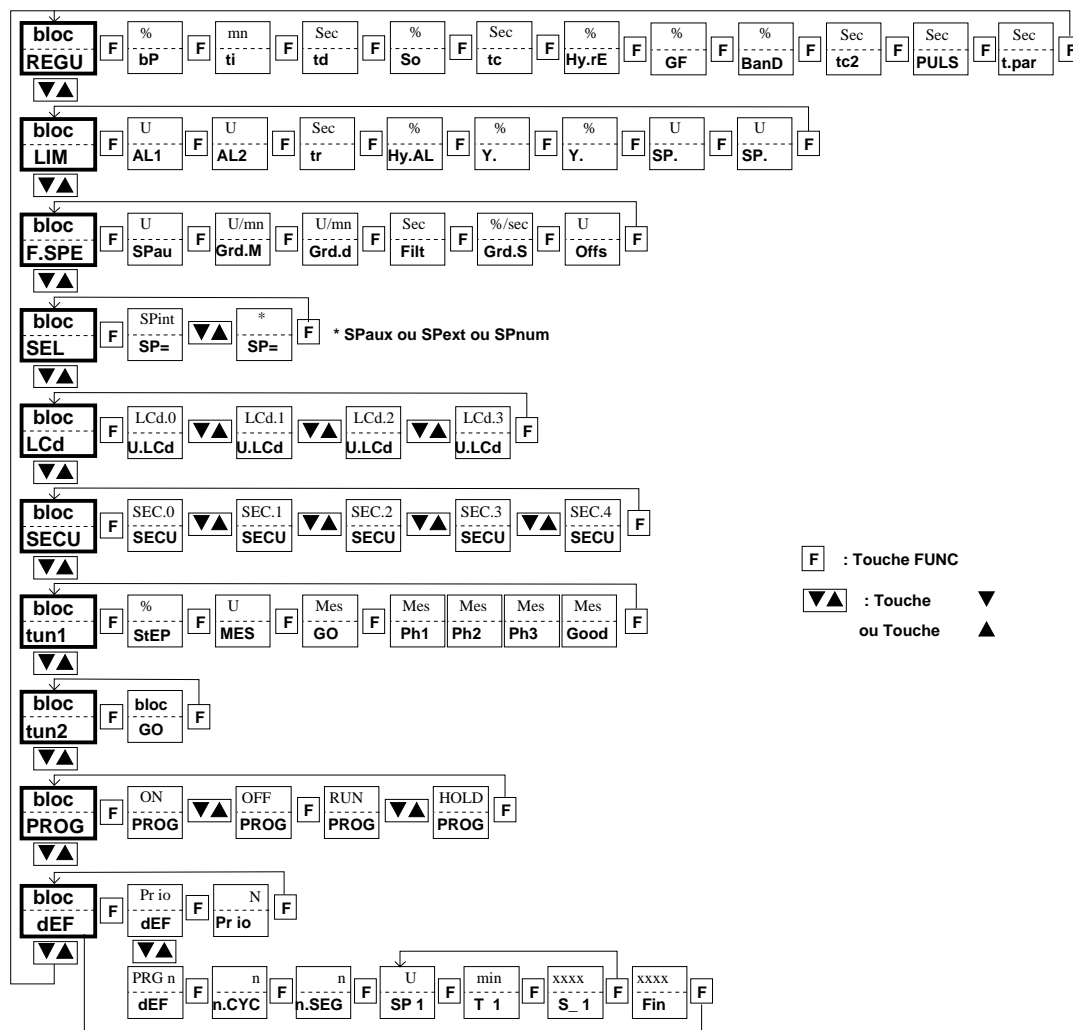 bloc REGU F % bP F mn ti F Sec td F % So F Sec tc F % Hy.rE F % GF F % BanD F Sec tc2 F Sec PULS F Sec t.par F
▼▲
bloc LIM F U AL1 F U AL2 F Sec tr F % Hy.AL F % Y. F % Y. F U SP. F U SP. F
▼▲
bloc F.SPE F U SPau F U/mn Grd.M F U/mn Grd.d F Sec Filt F %/sec Grd.S F U Offs F
▼▲
bloc SEL F SPint SP= ▼▲ * SP= F * SPaux ou SPext ou SPnum
▼▲
bloc LCd F LCd.0 U.LCd ▼▲ LCd.1 U.LCd ▼▲ LCd.2 U.LCd ▼▲ LCd.3 U.LCd F
▼▲
bloc SECU F SEC.0 SECU ▼▲ SEC.1 SECU ▼▲ SEC.2 SECU ▼▲ SEC.3 SECU ▼▲ SEC.4 SECU F
▼▲
F : Touche FUNC
▼▲ : Touche ▼
ou Touche ▲
bloc tun1 F % StEP F U MES F Mes GO F Mes Ph1 Mes Ph2 Mes Ph3 Mes Good F
▼▲
bloc tun2 F bloc GO F
▼▲
bloc PROG F ON PROG ▼▲ OFF PROG F RUN PROG ▼▲ HOLD PROG F
▼▲
bloc dEF F Pr io dEF F N Pr io F
▼▲ ▼▲
PRG n dEF F n n.CYC F n n.SEG F U SP 1 F min T 1 F xxxx S_ 1 F xxxx Fin F